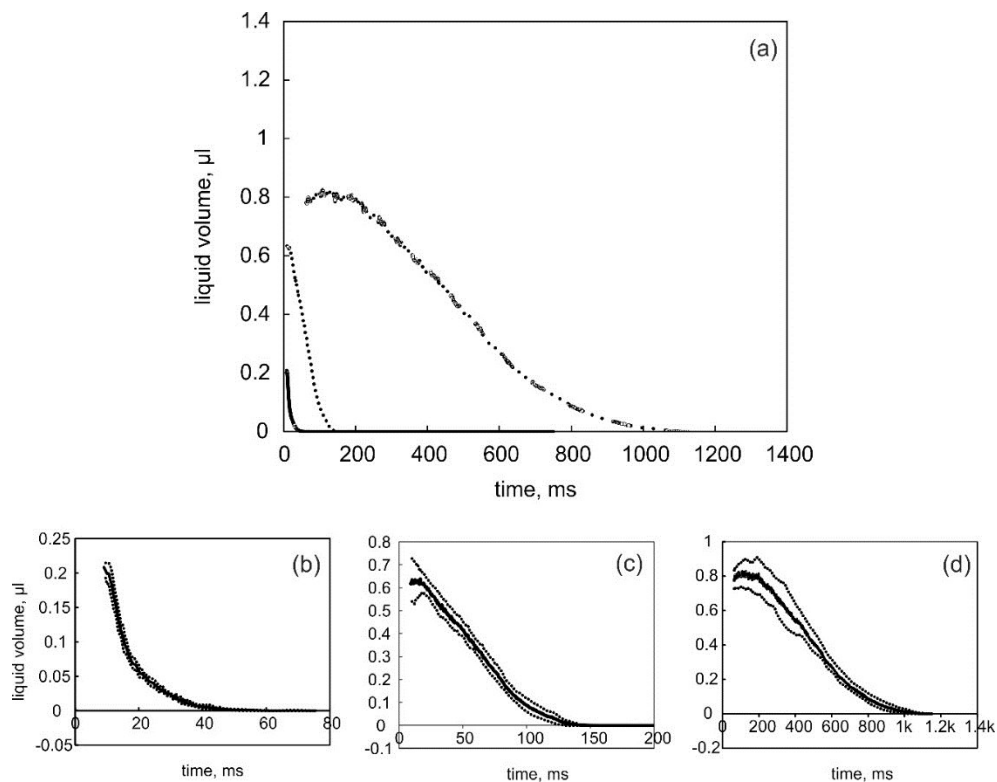 (a)
liquid volume, µl
1.4
1.2
1
0.8
0.6
0.4
0.2
0
0 200 400 600 800 1000 1200 1400
time, ms
(b)
liquid volume, µl
0.25
0.2
0.15
0.1
0.05
0
-0.05
0 20 40 60 80
time, ms
(c)
0.8
0.7
0.6
0.5
0.4
0.3
0.2
0.1
0
-0.1
0 50 100 150 200
time, ms
(d)
1
0.8
0.6
0.4
0.2
0
-0.2
0 200 400 600 800 1k 1.2k 1.4k
time, ms